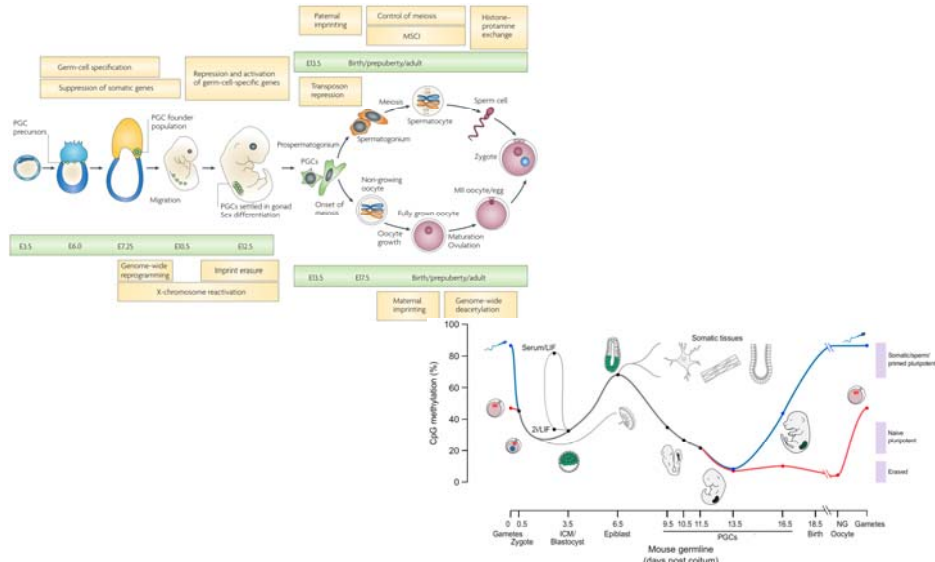 Paternal
imprinting
Control of meiosis
MSCI
Histone-
protamine
exchange
E13.5 Birth/prepuberty/adult
Germ-cell specification
Suppression of somatic genes
Repression and activation
of germ-cell-specific genes
Transposon
repression
PGC
precursors
PGC founder
population
Migration
PGCs settled in gonad
Sex differentiation
Prospermatogonium
PGCs
Onset of
meiosis
Meiosis
Spermatogonium
Spermatocyte
Sperm cell
Zygote
Non-growing
oocyte
Oocyte
growth
Fully grown oocyte
Maturation
Ovulation
MII oocyte/egg
E3.5 E6.0 E7.25 E10.5 E12.5
Genome-wide
reprogramming
Imprint erasure
X-chromosome reactivation
E13.5 E17.5 Birth/prepuberty/adult
Maternal
imprinting
Genome-wide
deacetylation
CpG methylation (%)
100
80
60
40
20
0
Serum/LIF
2i/LIF
Somatic tissues
Somatic/sperm/
primed pluripotent
Naive
pluripotent
Erased
0 0.5 3.5 6.5 9.5 10.5 11.5 13.5 16.5 18.5 NG Gametes
Gametes
Zygote
ICM/
Blastocyst
Epiblast
PGCs
Birth
Oocyte
Mouse germline
(days post coitum)